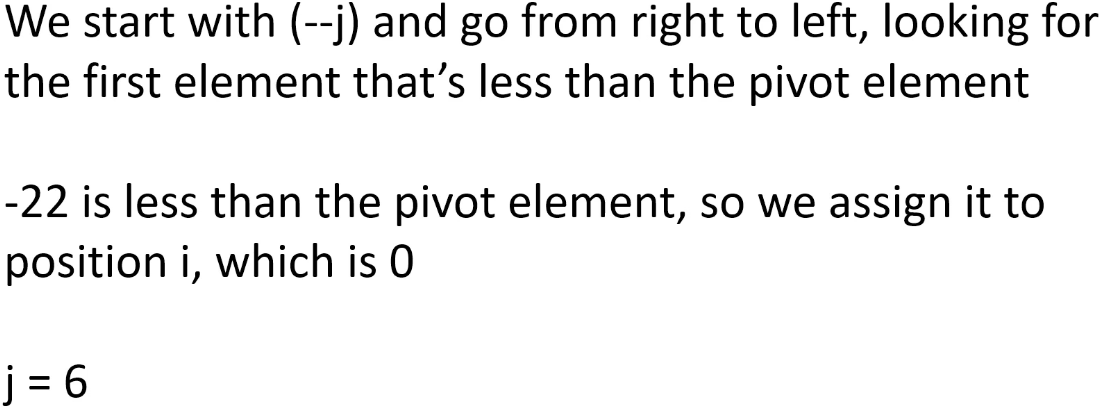 We start with (--j) and go from right to left, looking for
the first element that’s less than the pivot element
-22 is less than the pivot element, so we assign it to
position i, which is 0
j = 6